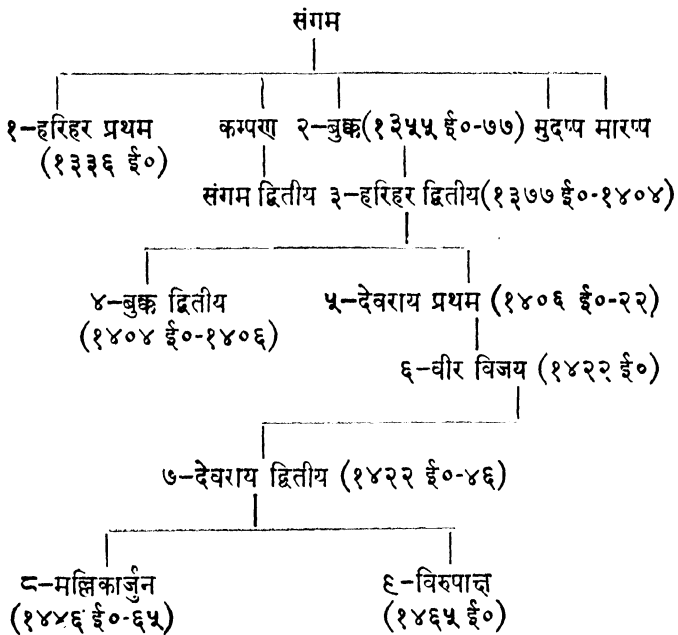 संगम
१–हरिहर प्रथम कम्पण २–बुक्क(१३५५ ई०-७७) मुदप्प मारप्प
(१३३६ ई०)
संगम द्वितीय ३–हरिहर द्वितीय(१३७७ ई०-१४०४)
४–बुक्क द्वितीय ५–देवराय प्रथम (१४०६ ई०-२२)
(१४०४ ई०-१४०६)
६–वीर विजय (१४२२ ई०)
७–देवराय द्वितीय (१४२२ ई०-४६)
८–मल्लिकार्जुन ९–विरुपाक्ष
(१४४६ ई०-६५) (१४६५ ई०)